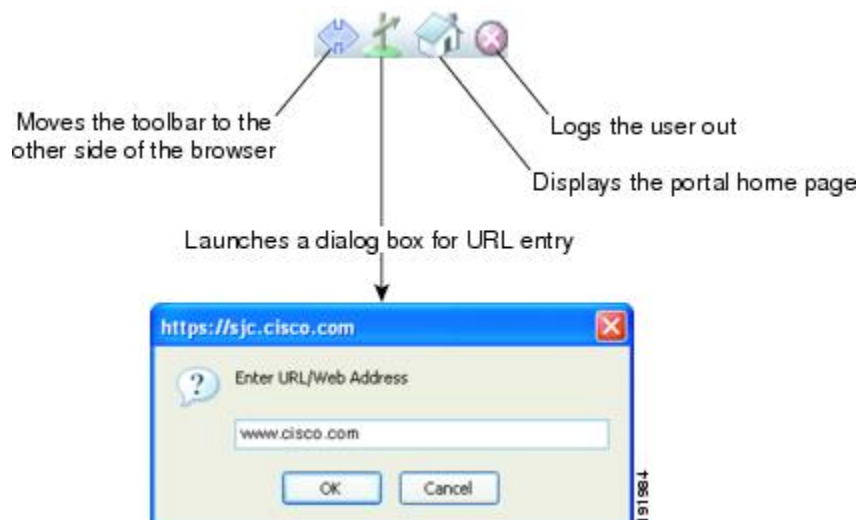 Moves the toolbar to the
other side of the browser
Logs the user out
Displays the portal home page
Launches a dialog box for URL entry
https://sjc.cisco.com
Enter URL/Web Address
www.cisco.com
OK
Cancel
191984